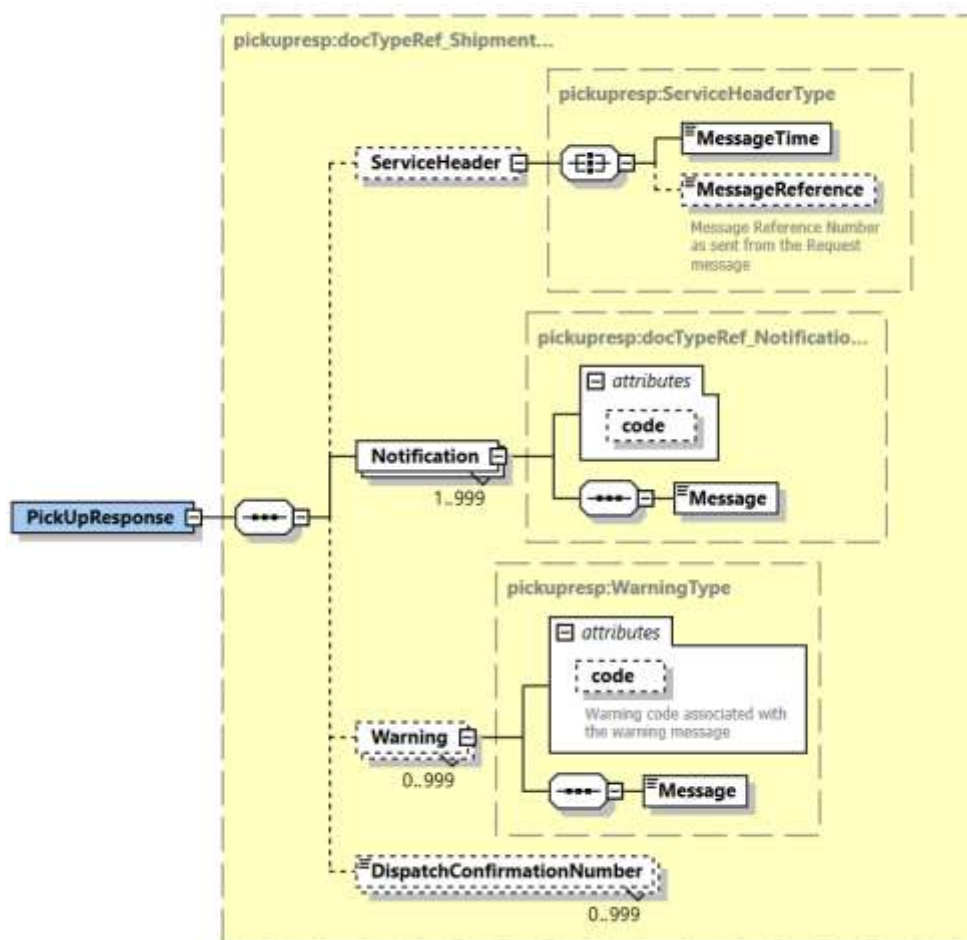 pickupresp:docTypeRef_Shipment...
pickupresp:ServiceHeaderType
MessageTime
ServiceHeader
MessageReference
Message Reference Number
as sent from the Request
message
pickupresp:docTypeRef_Notificatio...
attributes
code
Notification
1..999
Message
PickUpResponse
pickupresp:WarningType
attributes
code
Warning code associated with
the warning message
Warning
0..999
Message
DispatchConfirmationNumber
0..999